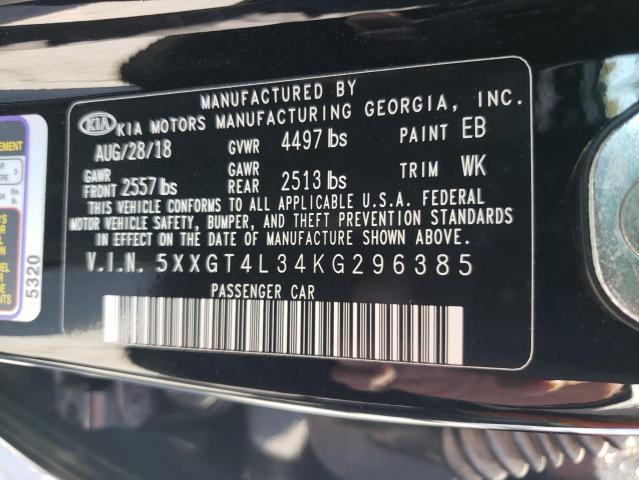 MANUFACTURED BY
KIA KIA MOTORS MANUFACTURING GEORGIA, INC.
AUG/28/18 GVWR 4497 lbs PAINT EB
GAWR FRONT 2557 lbs GAWR REAR 2513 lbs TRIM WK
THIS VEHICLE CONFORMS TO ALL APPLICABLE U.S.A. FEDERAL
MOTOR VEHICLE SAFETY, BUMPER, AND THEFT PREVENTION STANDARDS
IN EFFECT ON THE DATE OF MANUFACTURE SHOWN ABOVE.
V.I.N. 5XXGT4L34KG296385
PASSENGER CAR
5320